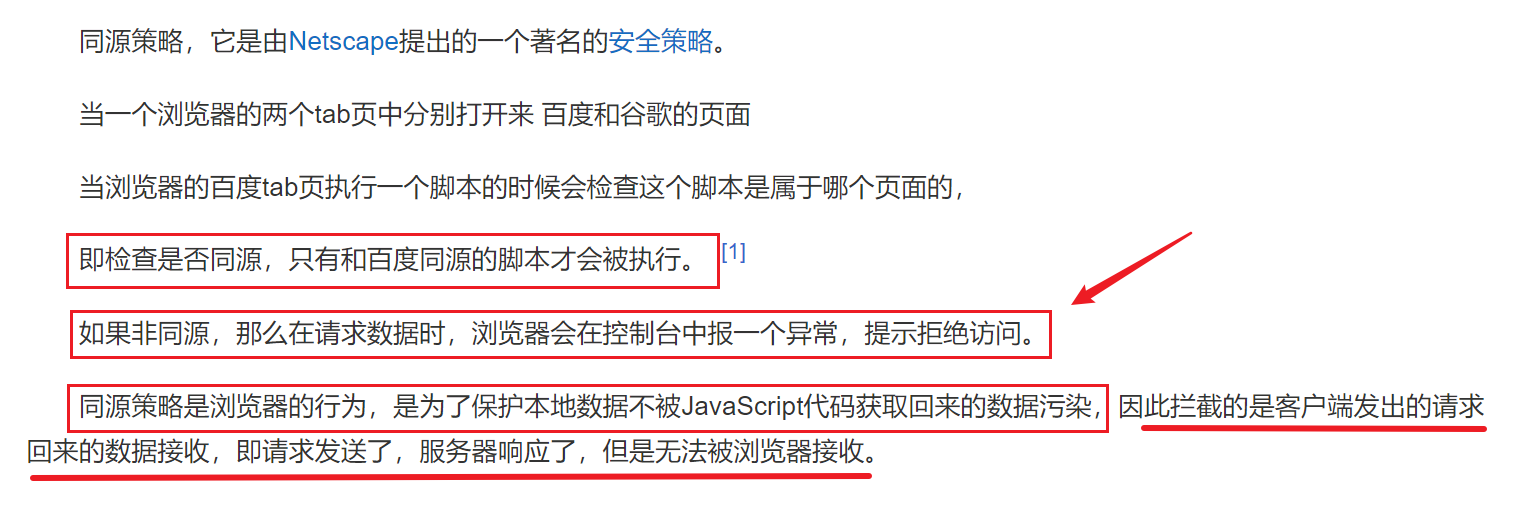 同源策略，它是由Netscape提出的一个著名的安全策略。
当一个浏览器的两个tab页中分别打开来 百度和谷歌的页面
当浏览器的百度tab页执行一个脚本的时候会检查这个脚本是属于哪个页面的，
即检查是否同源，只有和百度同源的脚本才会被执行。 [1]
如果非同源，那么在请求数据时，浏览器会在控制台中报一个异常，提示拒绝访问。
同源策略是浏览器的行为，是为了保护本地数据不被JavaScript代码获取回来的数据污染，因此拦截的是客户端发出的请求
回来的数据接收，即请求发送了，服务器响应了，但是无法被浏览器接收。